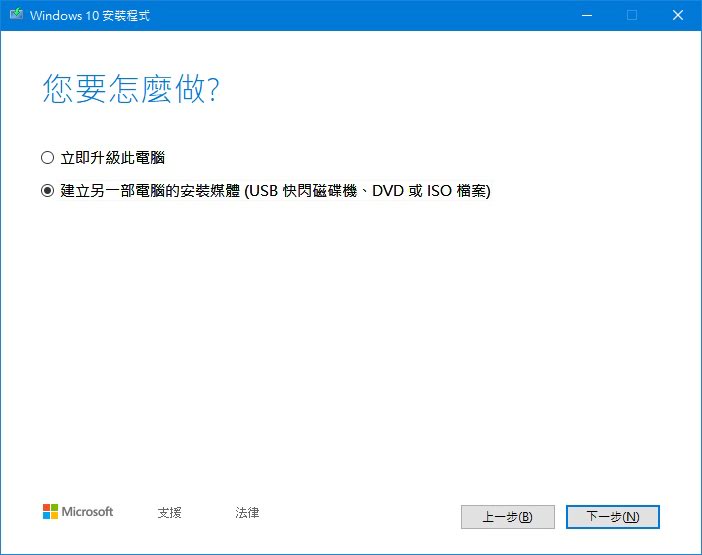 Windows 10 安裝程式
您要怎麼做?
立即升級此電腦
建立另一部電腦的安裝媒體 (USB 快閃磁碟機、DVD 或 ISO 檔案)
Microsoft 支援 法律 上一步(B) 下一步(N)